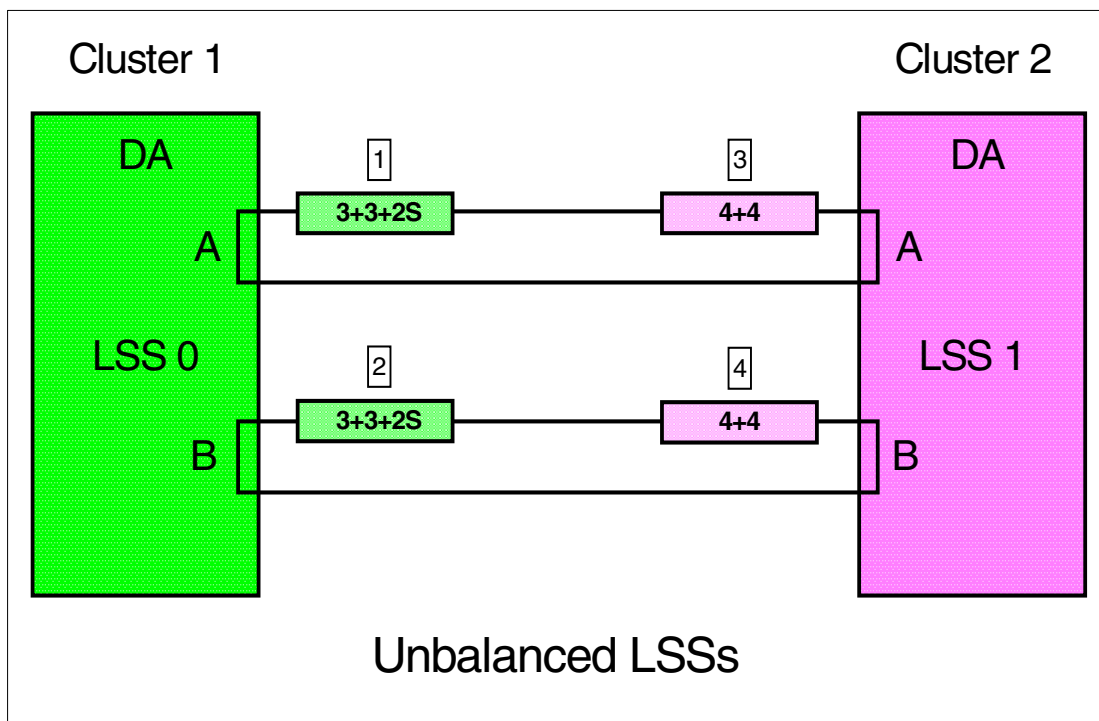 Cluster 1
Cluster 2
DA
DA
1
3
3+3+2S
4+4
A
A
LSS 0
LSS 1
2
4
3+3+2S
4+4
B
B
Unbalanced LSSs